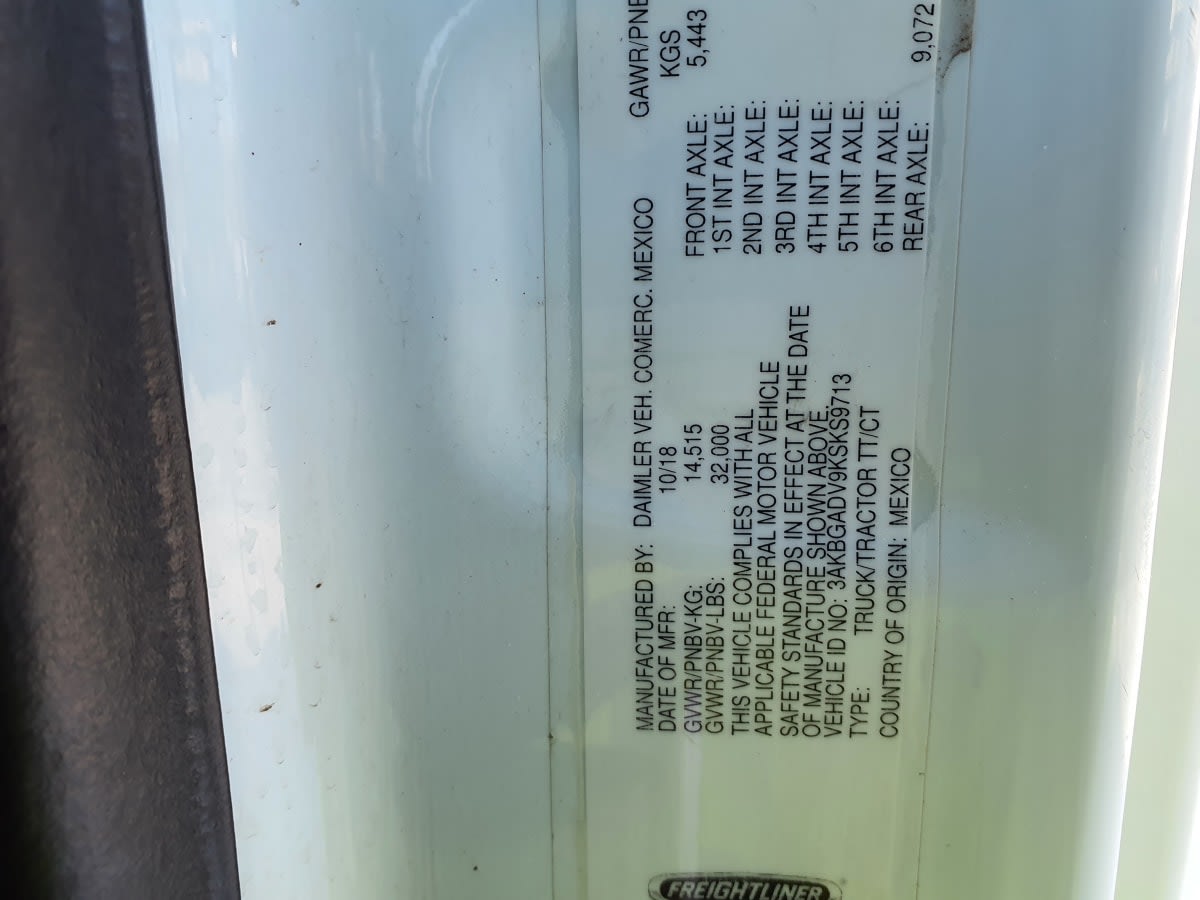 FREIGHTLINER
MANUFACTURED BY: DAIMLER VEH. COMERC. MEXICO
DATE OF MFR: 10/18
GVWR/PNBV-KG: 14,515
GVWR/PNBV-LBS: 32,000
THIS VEHICLE COMPLIES WITH ALL
APPLICABLE FEDERAL MOTOR VEHICLE
SAFETY STANDARDS IN EFFECT AT THE DATE
OF MANUFACTURE SHOWN ABOVE.
VEHICLE ID NO: 3AKBGADV9KSKS9713
TYPE: TRUCK/TRACTOR TT/CT
COUNTRY OF ORIGIN: MEXICO
GAWR/PNB
KGS
FRONT AXLE: 5,443
1ST INT AXLE:
2ND INT AXLE:
3RD INT AXLE:
4TH INT AXLE:
5TH INT AXLE:
6TH INT AXLE:
REAR AXLE: 9,072